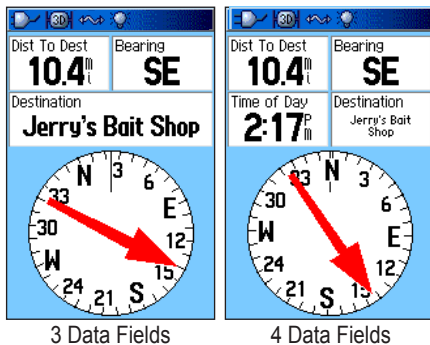 3D 3D
Dist To Dest Bearing Dist To Dest Bearing
10.4mi SE 10.4mi SE
Destination Time of Day Destination
Jerry's Bait Shop 2:17PM Jerry's Bait
Shop
N 3 6 E 12 15 S 21 24 W 30 33
N 3 6 E 12 15 S 21 24 W 30 33
3 Data Fields 4 Data Fields